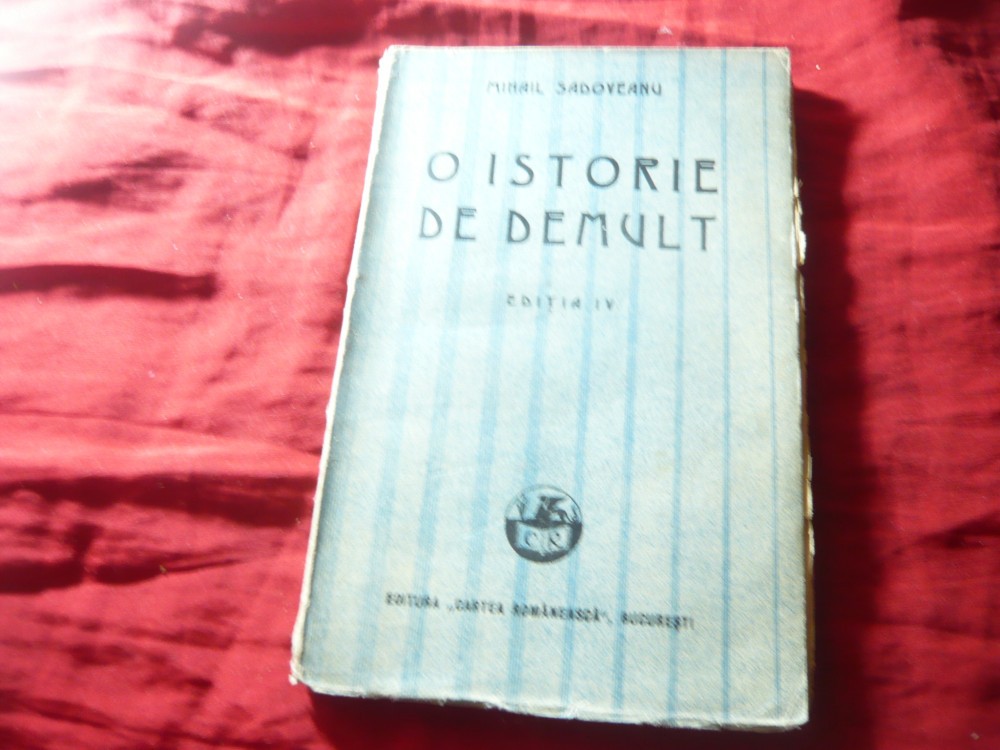 MIHAIL SADOVEANU
O ISTORIE
DE DEMULT
EDIȚIA IV
C R
EDITURA „CARTEA ROMÂNEASCĂ", BUCUREȘTI